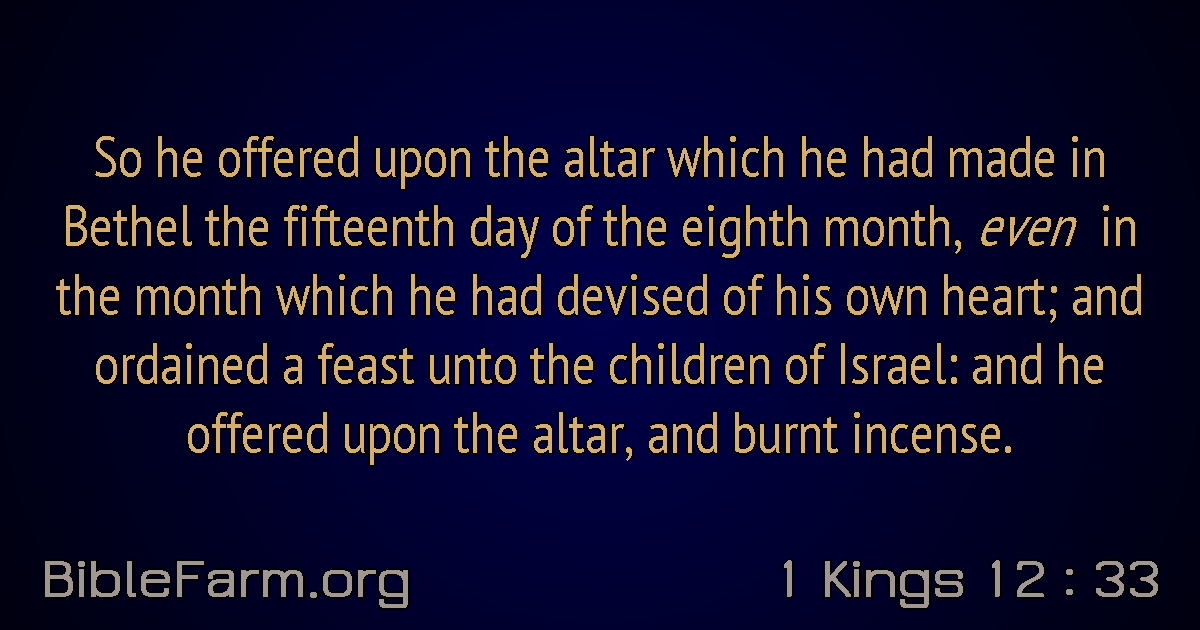 So he offered upon the altar which he had made in
Bethel the fifteenth day of the eighth month, even in
the month which he had devised of his own heart; and
ordained a feast unto the children of Israel: and he
offered upon the altar, and burnt incense.
BibleFarm.org
1 Kings 12 : 33